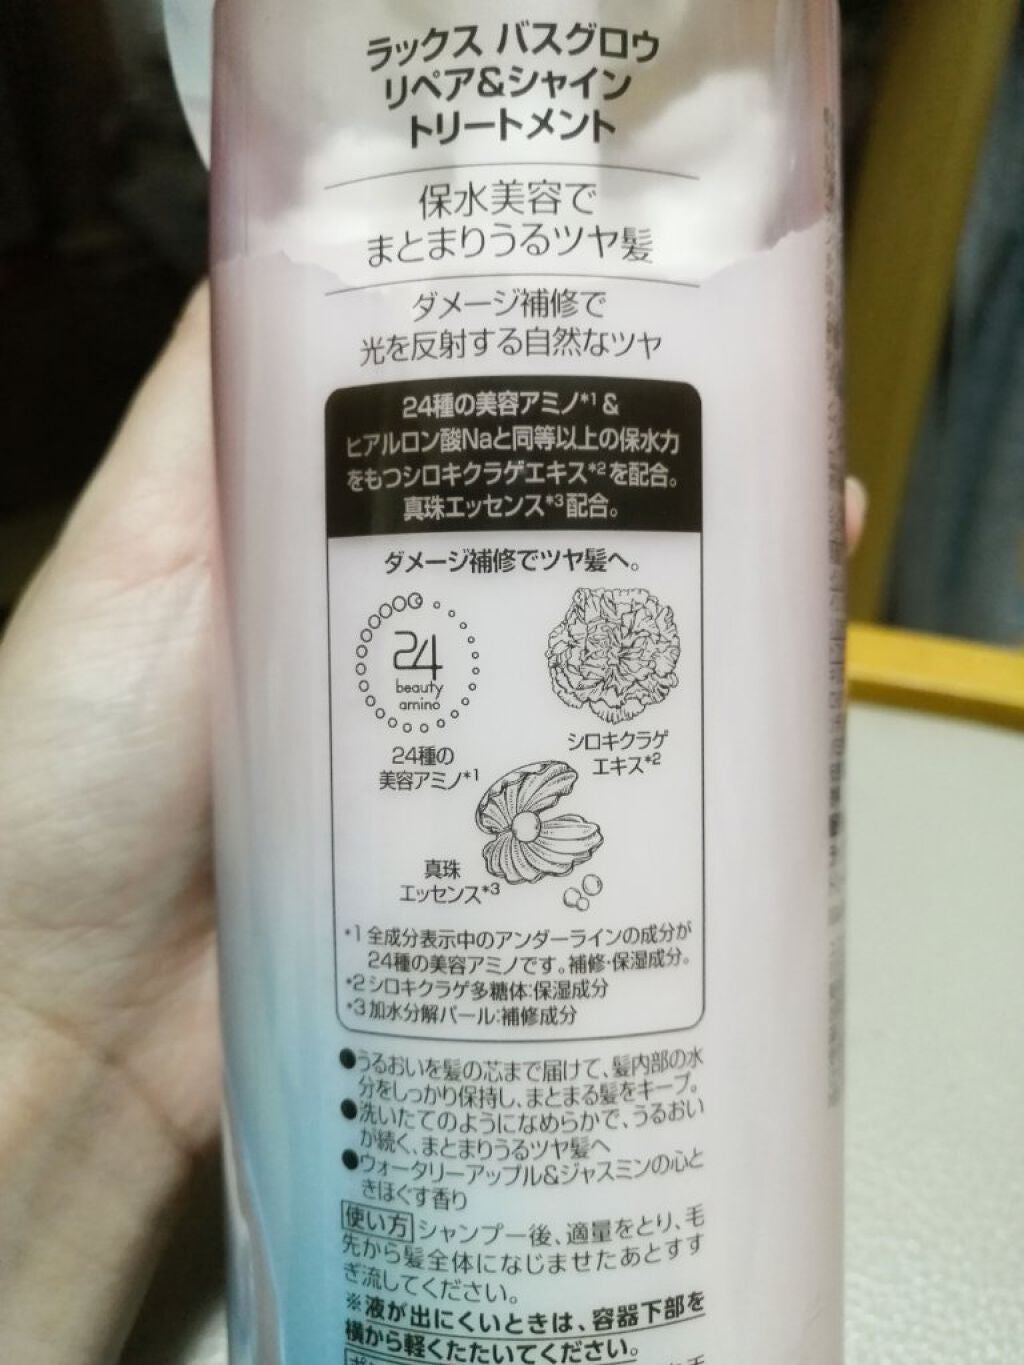 ラックス バスグロウ
リペア&シャイン
トリートメント
保水美容で
まとまりうるツヤ髪
ダメージ補修で
光を反射する自然なツヤ
24種の美容アミノ*1&
ヒアルロン酸Naと同等以上の保水力
をもつシロキクラゲエキス*2を配合。
真珠エッセンス*3配合。
ダメージ補修でツヤ髪へ。
24
beauty
amino
24種の
美容アミノ*1
シロキクラゲ
エキス*2
真珠
エッセンス*3
*1 全成分表示中のアンダーラインの成分が
24種の美容アミノです。補修・保湿成分。
*2 シロキクラゲ多糖体:保湿成分
*3 加水分解パール:補修成分
●うるおいを髪の芯まで届けて、髪内部の水
分をしっかり保持し、まとまる髪をキープ。
●洗いたてのようになめらかで、うるおい
が続く、まとまりうるツヤ髪へ
●ウォータリーアップル&ジャスミンの心と
きほぐす香り
使い方 シャンプー後、適量をとり、毛
先から髪全体になじませたあとすす
ぎ流してください。
※液が出にくいときは、容器下部を
横から軽くたたいてください。